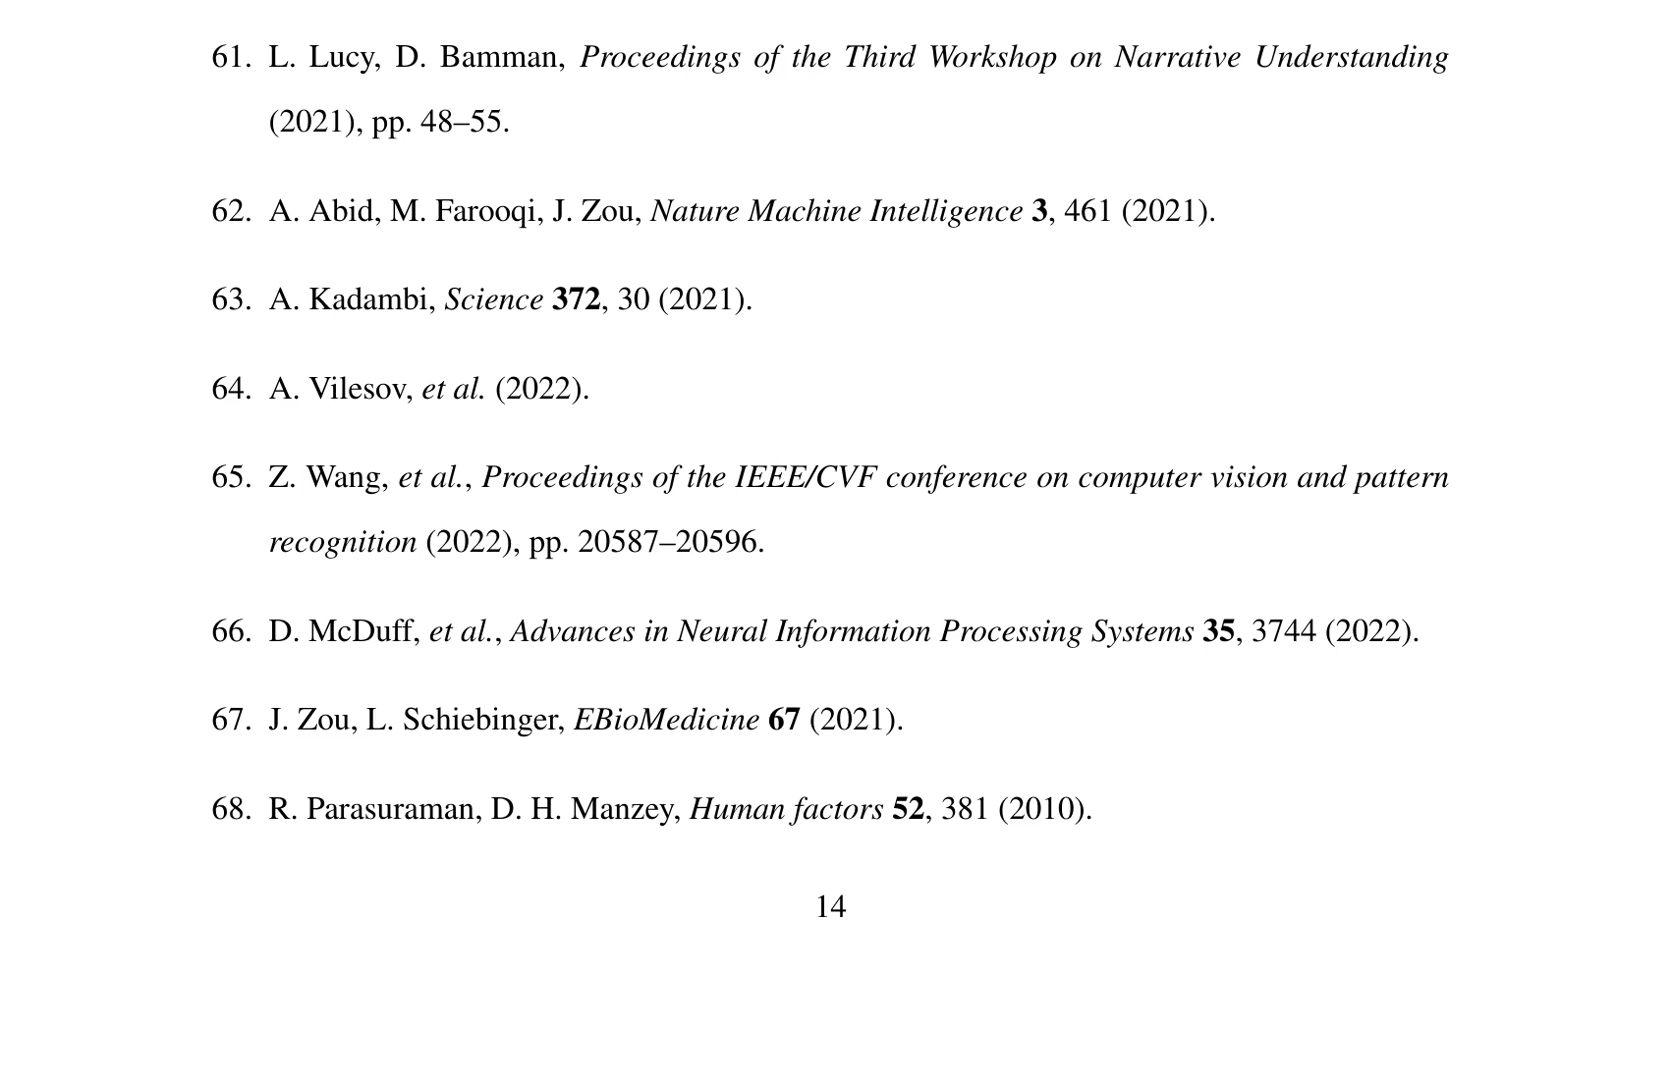 61. L. Lucy, D. Bamman, Proceedings of the Third Workshop on Narrative Understanding
(2021), pp. 48–55.
62. A. Abid, M. Farooqi, J. Zou, Nature Machine Intelligence 3, 461 (2021).
63. A. Kadambi, Science 372, 30 (2021).
64. A. Vilesov, et al. (2022).
65. Z. Wang, et al., Proceedings of the IEEE/CVF conference on computer vision and pattern
recognition (2022), pp. 20587–20596.
66. D. McDuff, et al., Advances in Neural Information Processing Systems 35, 3744 (2022).
67. J. Zou, L. Schiebinger, EBioMedicine 67 (2021).
68. R. Parasuraman, D. H. Manzey, Human factors 52, 381 (2010).
14